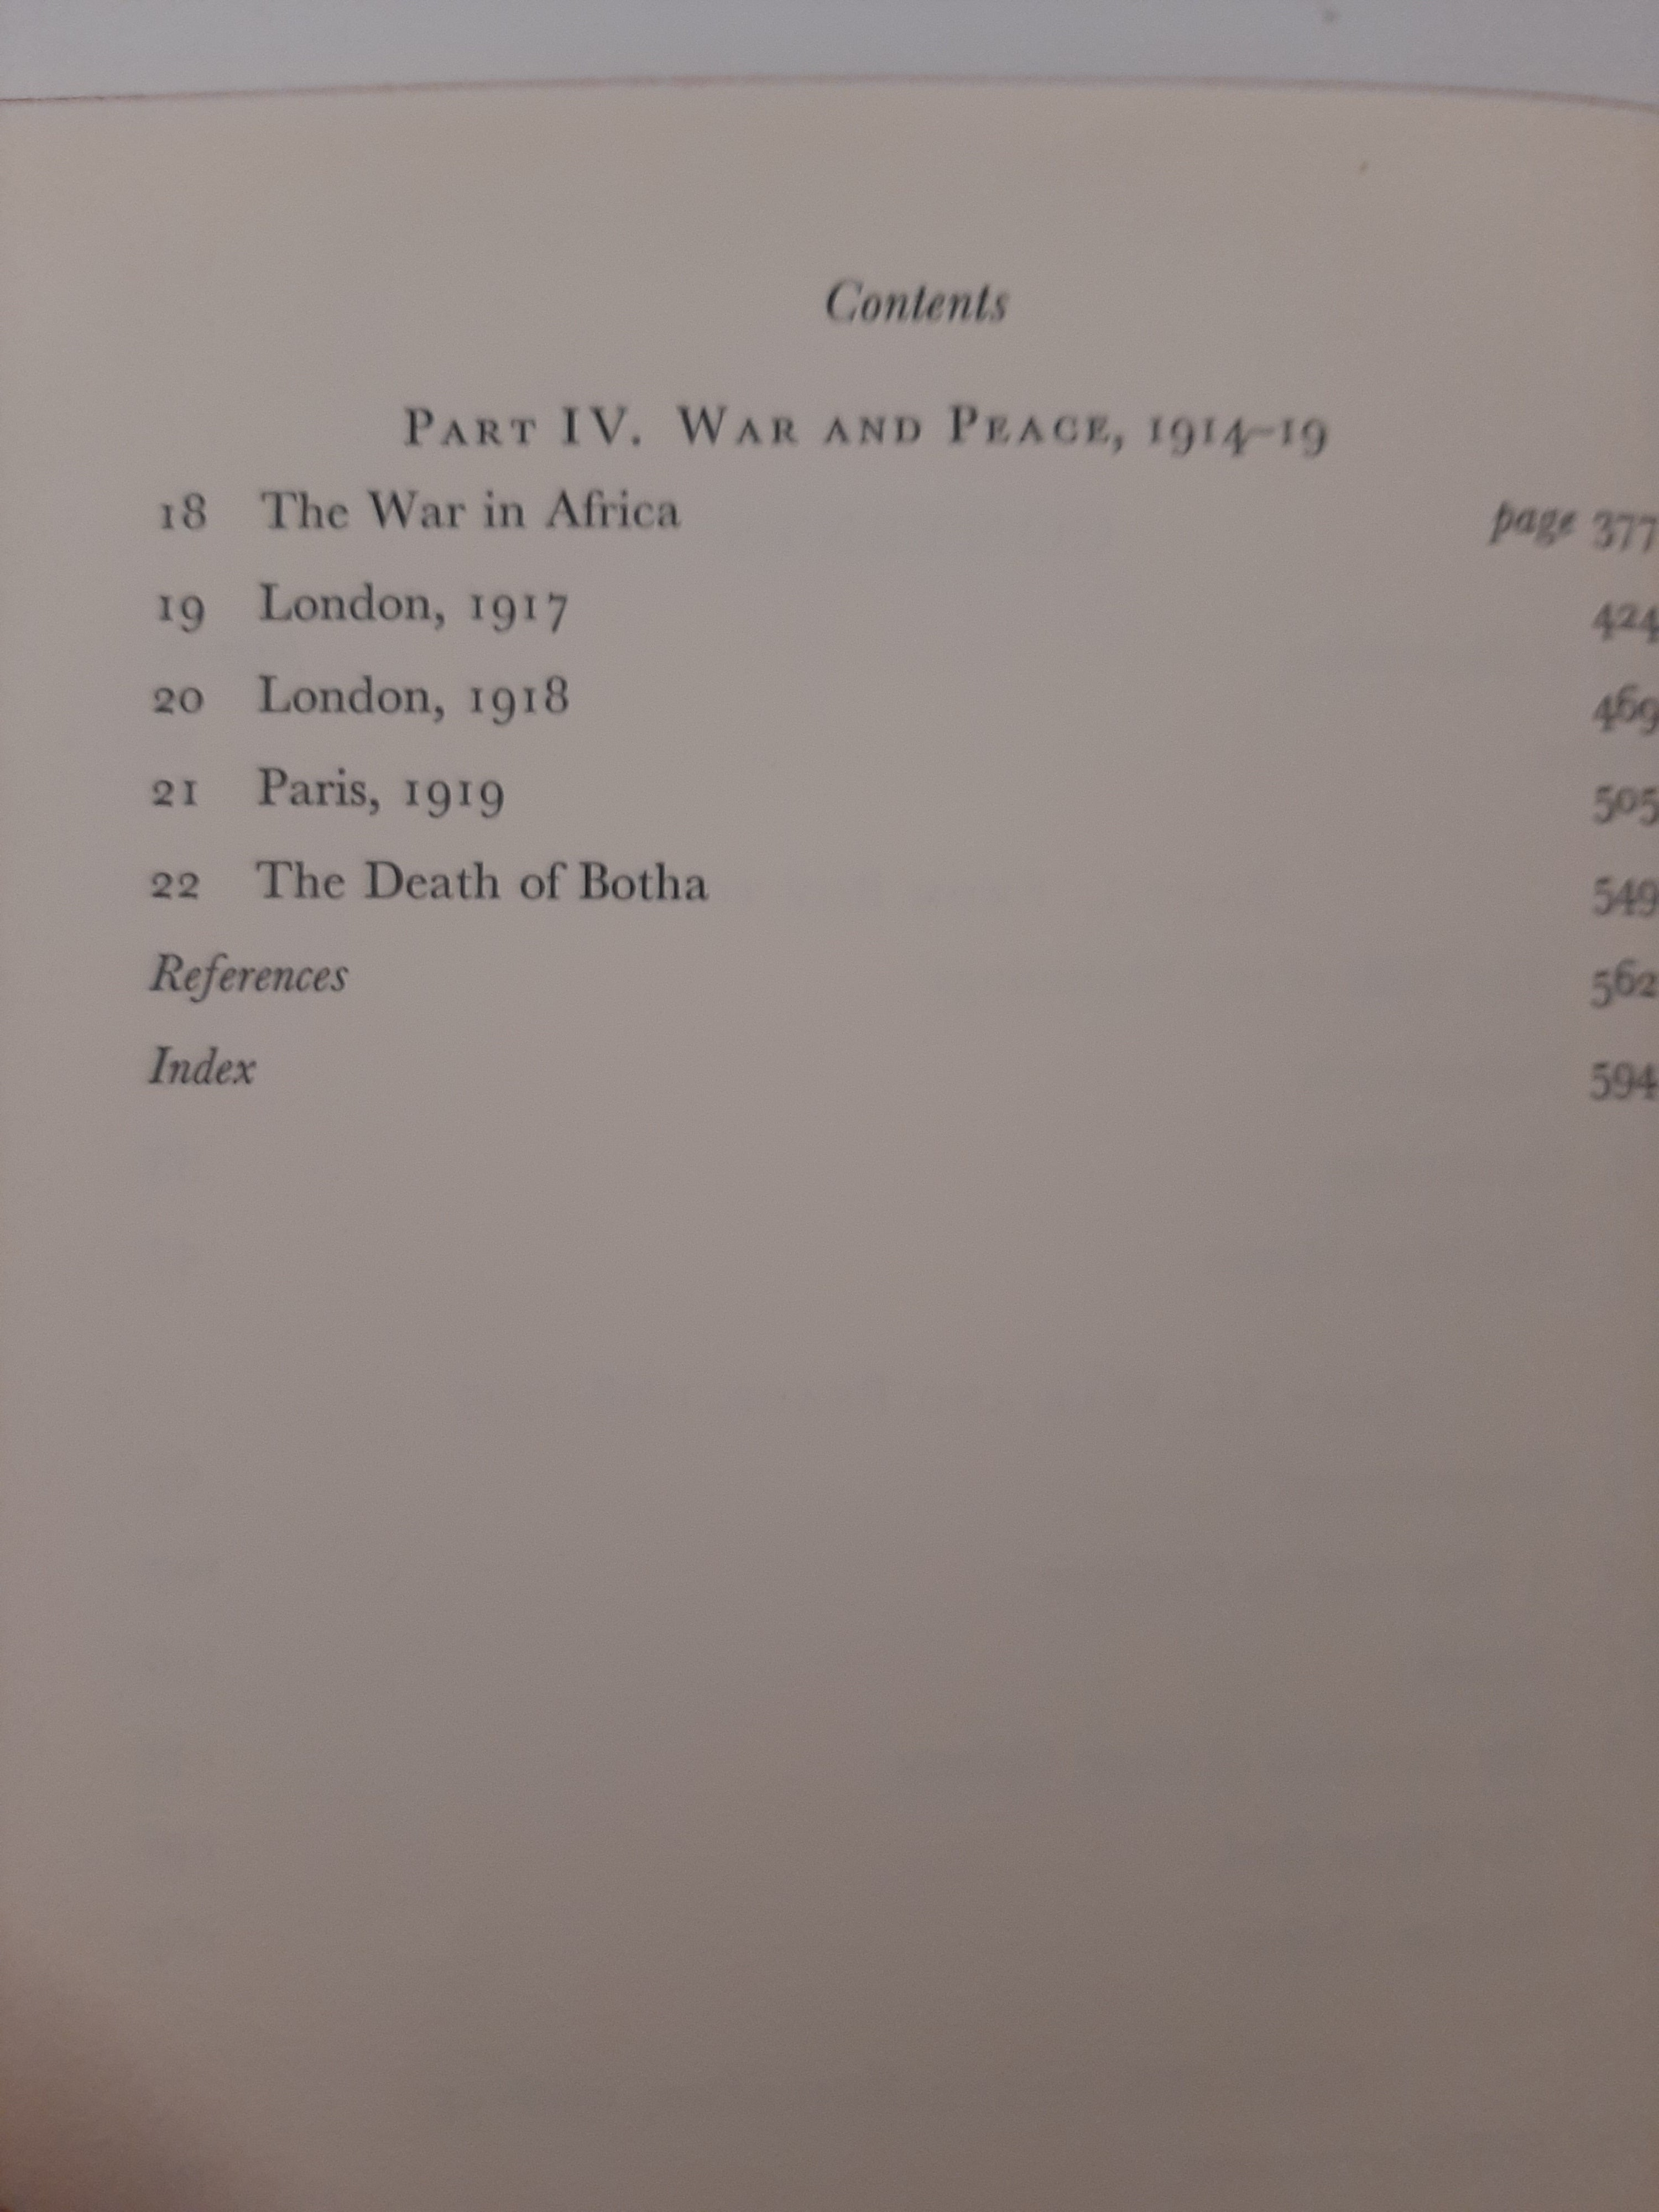 Contents
Part IV. War and Peace, 1914–19
18 The War in Africa page 377
19 London, 1917 424
20 London, 1918 469
21 Paris, 1919 505
22 The Death of Botha 549
References 562
Index 594